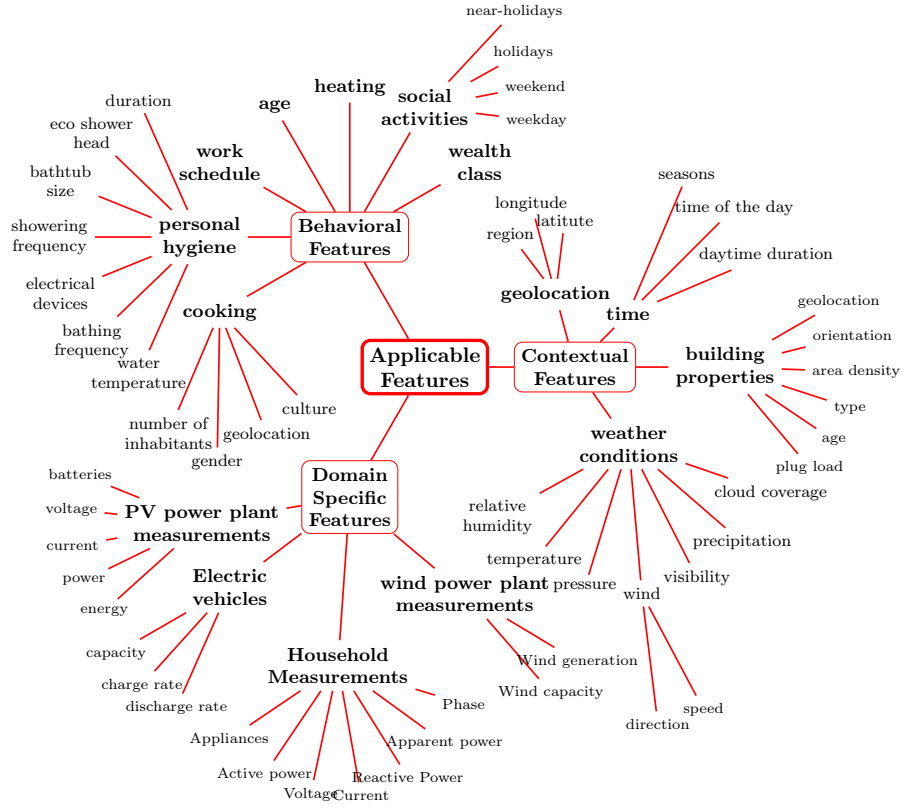 near-holidays
holidays
weekend
weekday
social
activities
heating
age
wealth
class
work
schedule
duration
eco shower
head
bathtub
size
showering
frequency
electrical
devices
bathing
frequency
water
temperature
personal
hygiene
Behavioral
Features
cooking
number of
inhabitants
gender
geolocation
culture
Applicable
Features
Contextual
Features
longitude
latitute
region
geolocation
seasons
time of the day
daytime duration
time
building
properties
geolocation
orientation
area density
type
age
plug load
weather
conditions
cloud coverage
precipitation
visibility
wind
speed
direction
pressure
temperature
relative
humidity
Domain
Specific
Features
batteries
voltage
current
power
energy
PV power plant
measurements
Electric
vehicles
capacity
charge rate
discharge rate
wind power plant
measurements
Wind generation
Wind capacity
Household
Measurements
Phase
Apparent power
Reactive Power
Current
Voltage
Active power
Appliances